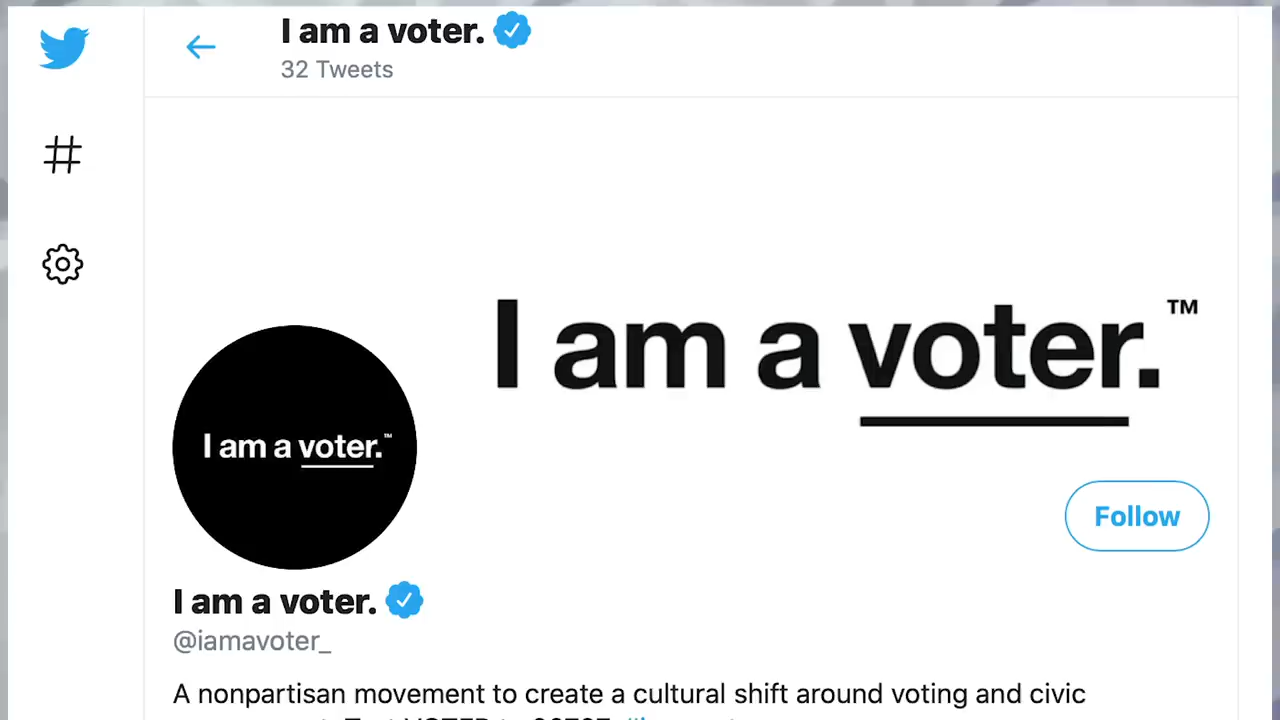 I am a voter.
32 Tweets
I am a voter.™
I am a voter.™
Follow
I am a voter.
@iamavoter_
A nonpartisan movement to create a cultural shift around voting and civic